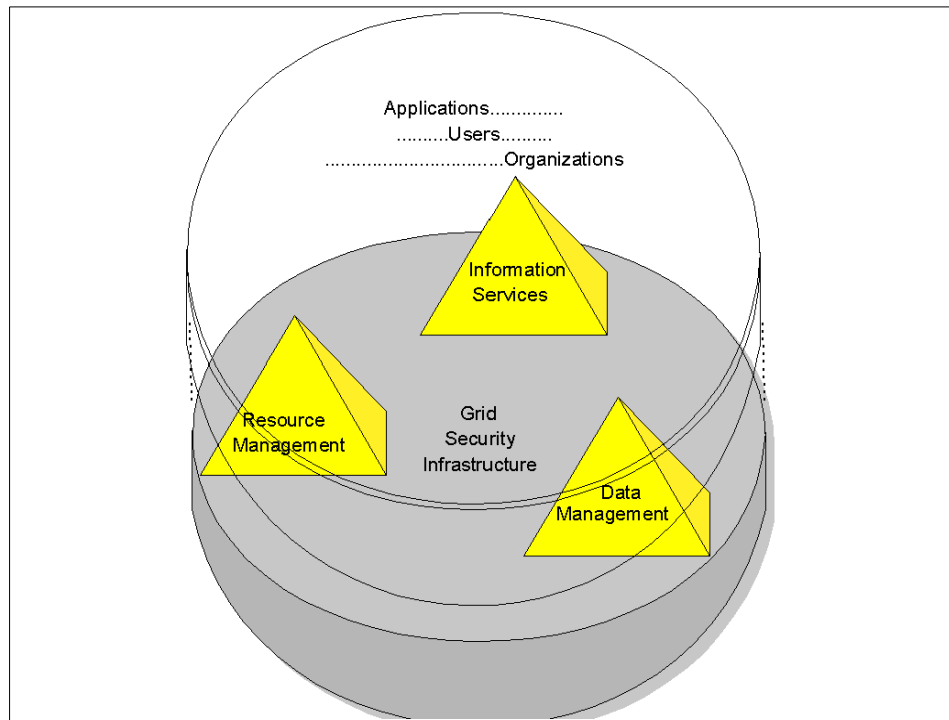 Applications..............
..........Users..........
..................................Organizations
Information
Services
Resource
Management
Grid
Security
Infrastructure
Data
Management